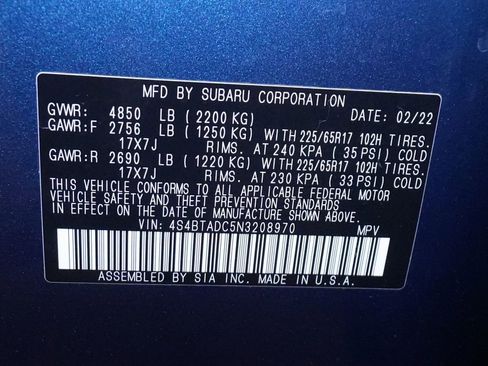 MFD BY SUBARU CORPORATION
GVWR: 4850 LB (2200 KG) DATE: 02/22
GAWR:F 2756 LB (1250 KG) WITH 225/65R17 102H TIRES.
17X7J RIMS. AT 240 KPA (35 PSI) COLD
GAWR:R 2690 LB (1220 KG) WITH 225/65R17 102H TIRES.
17X7J RIMS. AT 230 KPA (33 PSI) COLD
THIS VEHICLE CONFORMS TO ALL APPLICABLE FEDERAL MOTOR
VEHICLE SAFETY AND THEFT PREVENTION STANDARDS
IN EFFECT ON THE DATE OF MANUFACTURE SHOWN ABOVE.
VIN: 4S4BTADC5N3208970 MPV
ASSEMBLED BY SIA INC. IN U.S.A.